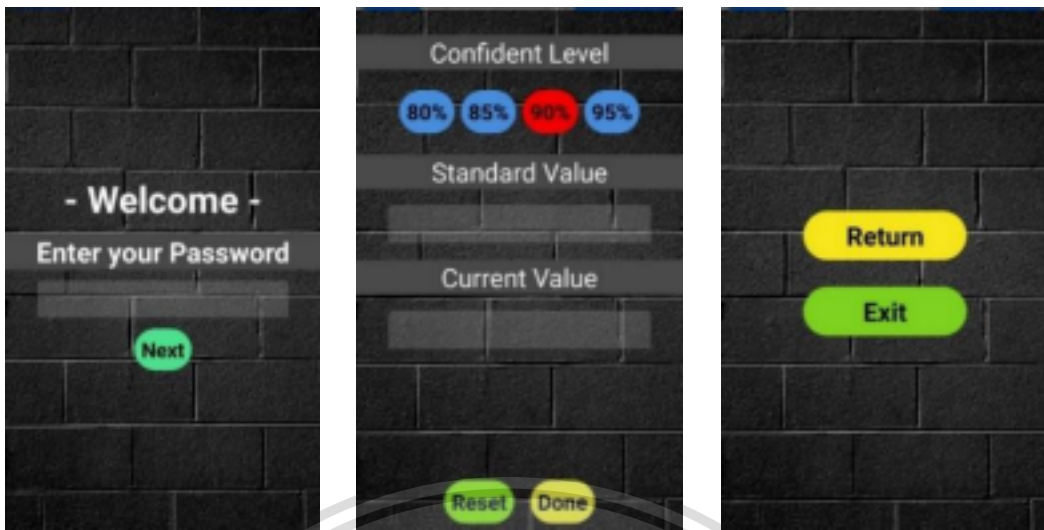 - Welcome -
Enter your Password
Next
Confident Level
80% 85% 90% 95%
Standard Value
Current Value
Reset Done
Return
Exit